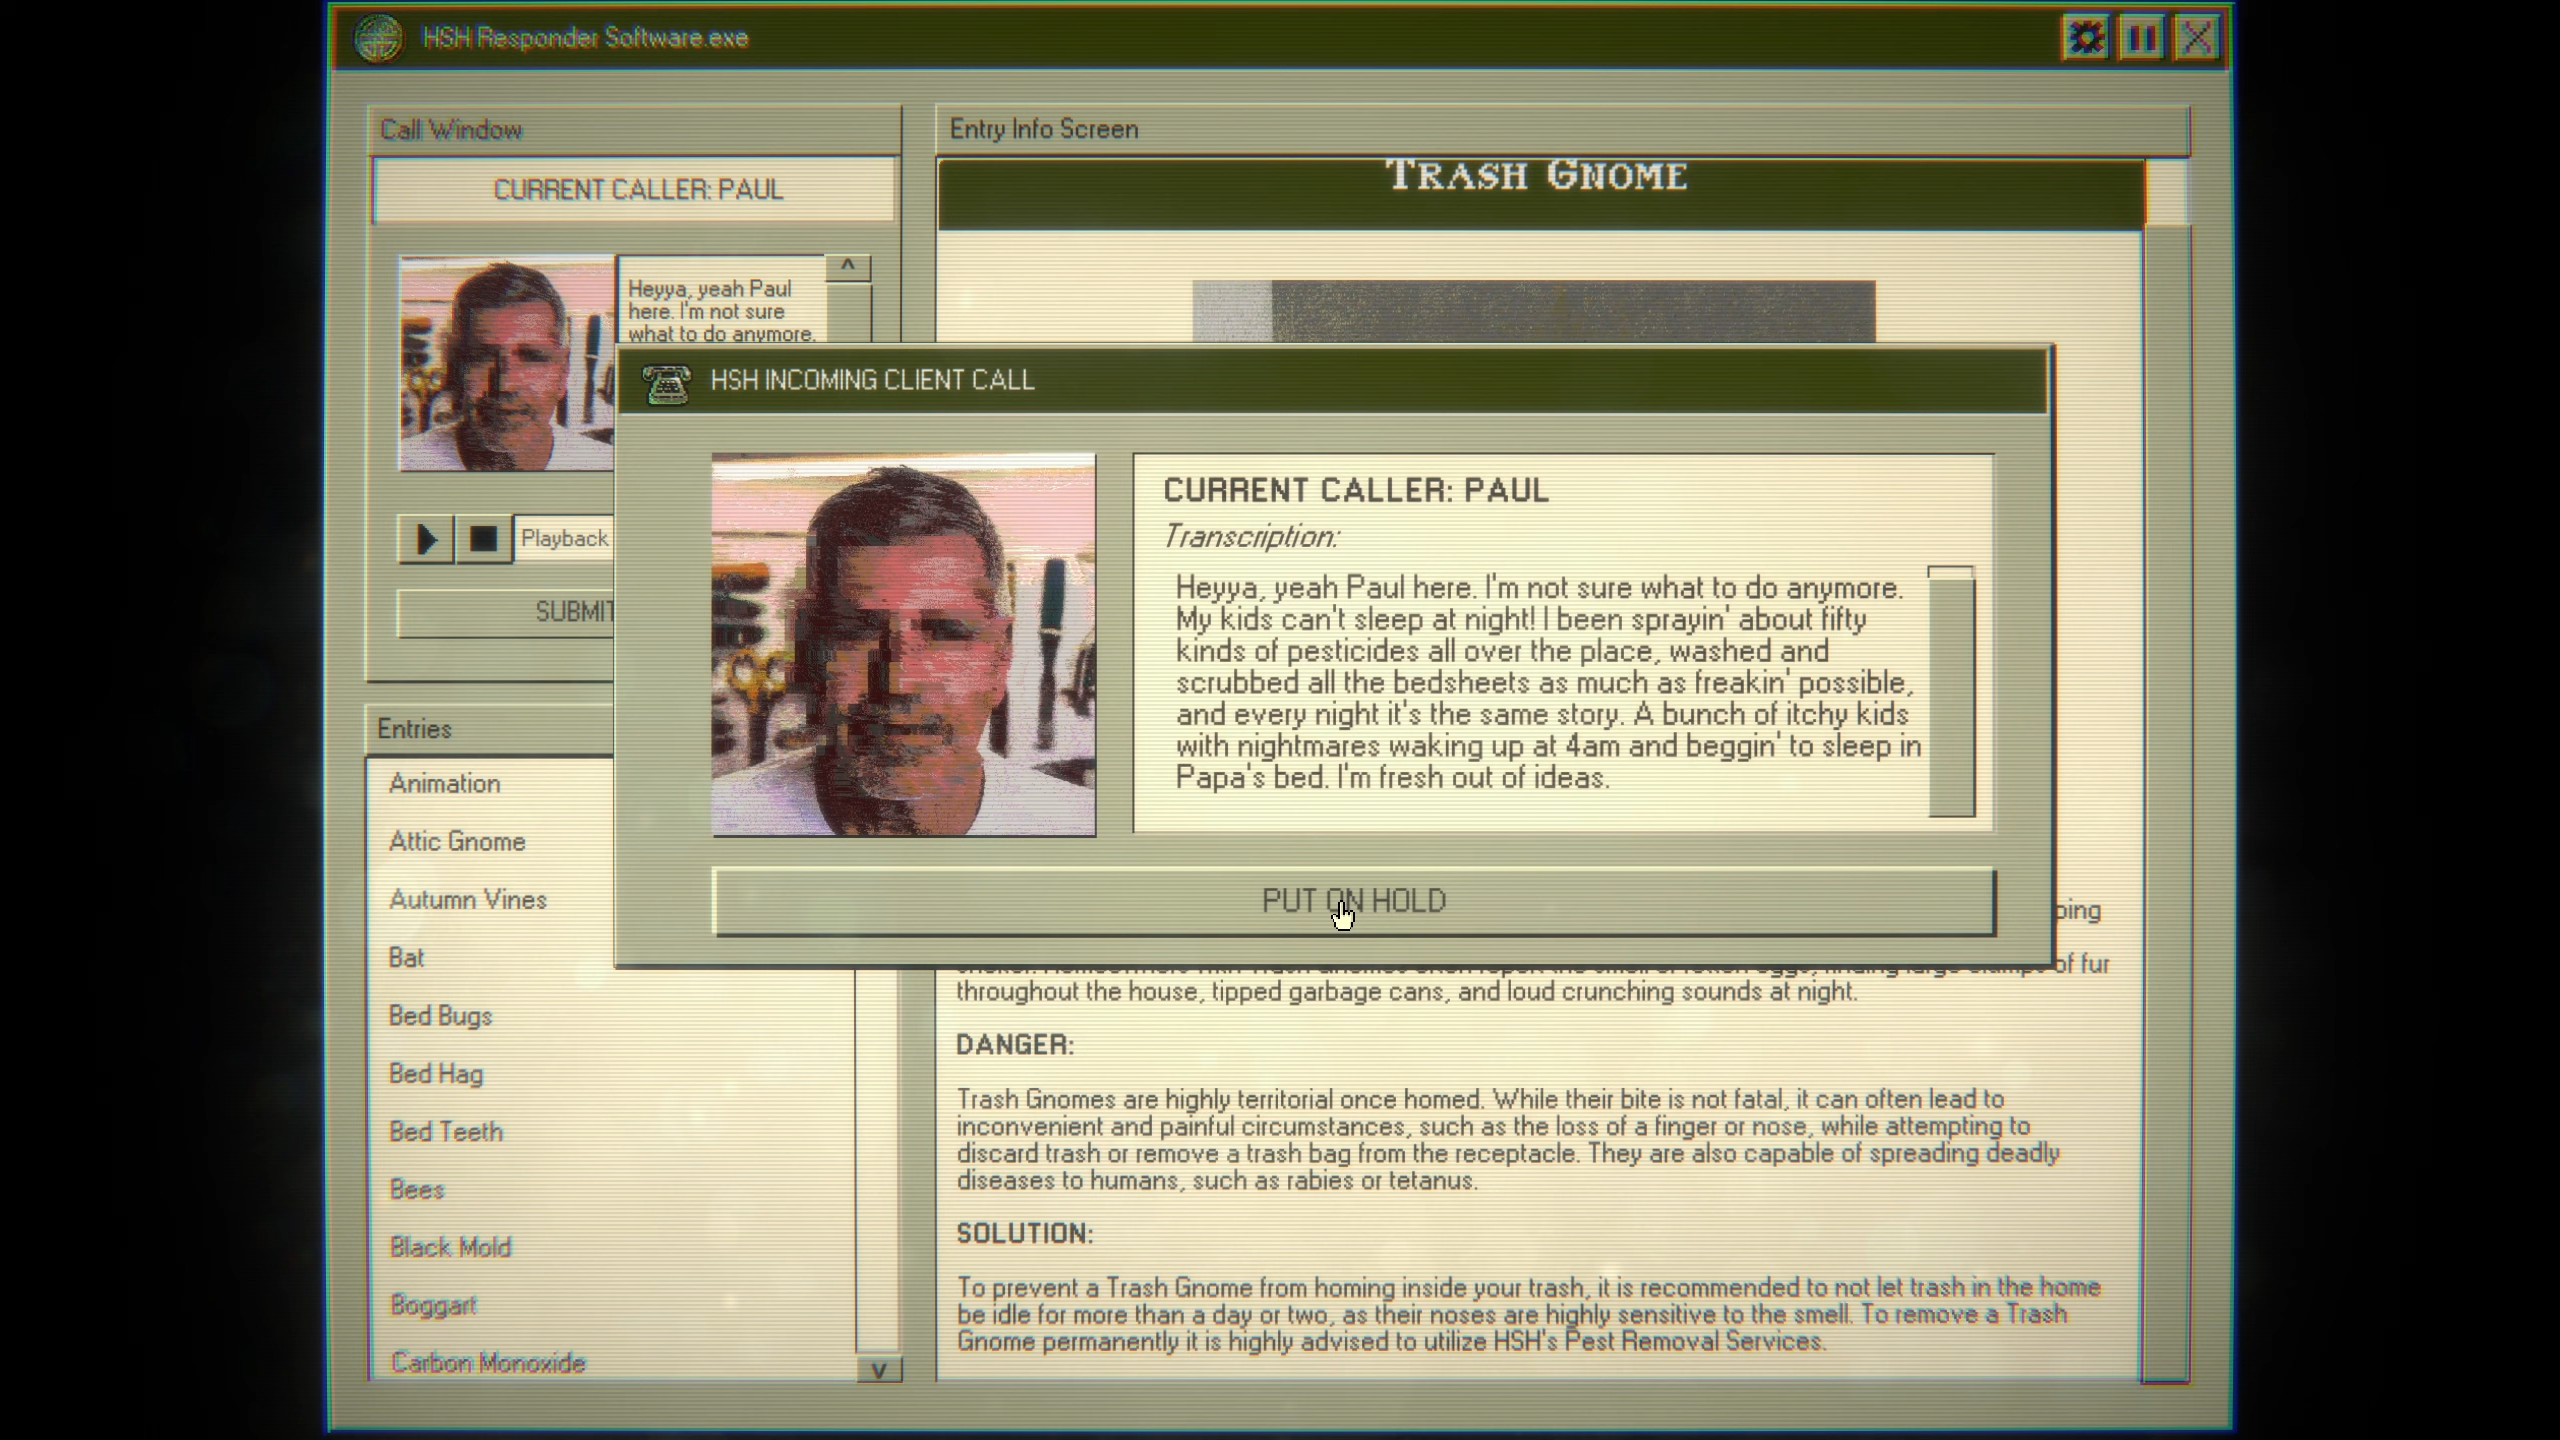 HSH Responder Software.exe
Call Window
CURRENT CALLER: PAUL
Heyya, yeah Paul
here. I'm not sure
what to do anymore.
^
Playback
SUBMIT
Entries
Animation
Attic Gnome
Autumn Vines
Bat
Bed Bugs
Bed Hag
Bed Teeth
Bees
Black Mold
Boggart
Carbon Monoxide
v
Entry Info Screen
TRASH GNOME
HSH INCOMING CLIENT CALL
CURRENT CALLER: PAUL
Transcription:
Heyya, yeah Paul here. I'm not sure what to do anymore.
My kids can't sleep at night! I been sprayin' about fifty
kinds of pesticides all over the place, washed and
scrubbed all the bedsheets as much as freakin' possible,
and every night it's the same story. A bunch of itchy kids
with nightmares waking up at 4am and beggin' to sleep in
Papa's bed. I'm fresh out of ideas.
PUT ON HOLD
of fur
throughout the house, tipped garbage cans, and loud crunching sounds at night.
DANGER:
Trash Gnomes are highly territorial once homed. While their bite is not fatal, it can often lead to
inconvenient and painful circumstances, such as the loss of a finger or nose, while attempting to
discard trash or remove a trash bag from the receptacle. They are also capable of spreading deadly
diseases to humans, such as rabies or tetanus.
SOLUTION:
To prevent a Trash Gnome from homing inside your trash, it is recommended to not let trash in the home
be idle for more than a day or two, as their noses are highly sensitive to the smell. To remove a Trash
Gnome permanently it is highly advised to utilize HSH's Pest Removal Services.